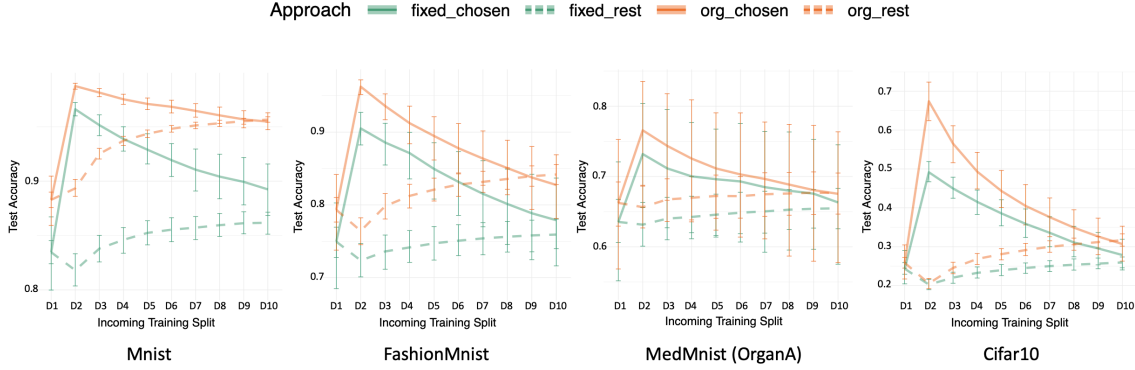 Approach fixed_chosen fixed_rest org_chosen org_rest
Test Accuracy
0.9
0.8
D1 D2 D3 D4 D5 D6 D7 D8 D9 D10
Incoming Training Split
Mnist
Test Accuracy
0.9
0.8
0.7
D1 D2 D3 D4 D5 D6 D7 D8 D9 D10
Incoming Training Split
FashionMnist
Test Accuracy
0.8
0.7
0.6
D1 D2 D3 D4 D5 D6 D7 D8 D9 D10
Incoming Training Split
MedMnist (OrganA)
Test Accuracy
0.7
0.6
0.5
0.4
0.3
0.2
D1 D2 D3 D4 D5 D6 D7 D8 D9 D10
Incoming Training Split
Cifar10